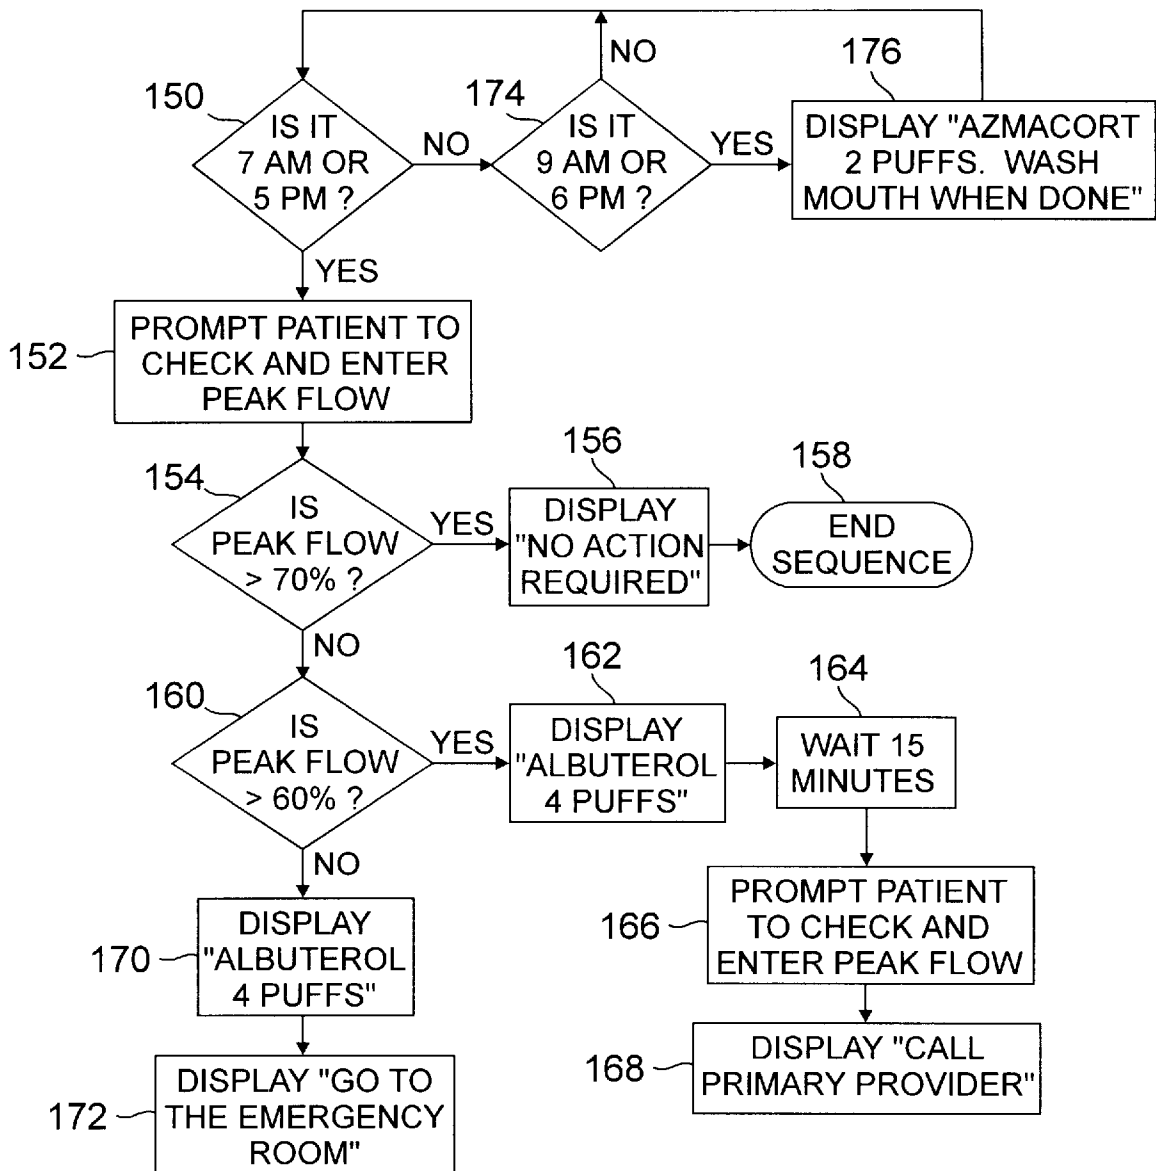 NO
176
150
174
IS IT
7 AM OR
5 PM ?
NO
IS IT
9 AM OR
6 PM ?
YES
DISPLAY "AZMACORT
2 PUFFS. WASH
MOUTH WHEN DONE"
YES
152
PROMPT PATIENT TO
CHECK AND ENTER
PEAK FLOW
154
IS
PEAK FLOW
> 70% ?
YES
156
DISPLAY
"NO ACTION
REQUIRED"
158
END
SEQUENCE
NO
160
IS
PEAK FLOW
> 60% ?
YES
162
DISPLAY
"ALBUTEROL
4 PUFFS"
164
WAIT 15
MINUTES
NO
166
PROMPT PATIENT
TO CHECK AND
ENTER PEAK FLOW
170
DISPLAY
"ALBUTEROL
4 PUFFS"
168
DISPLAY "CALL
PRIMARY PROVIDER"
172
DISPLAY "GO TO
THE EMERGENCY
ROOM"